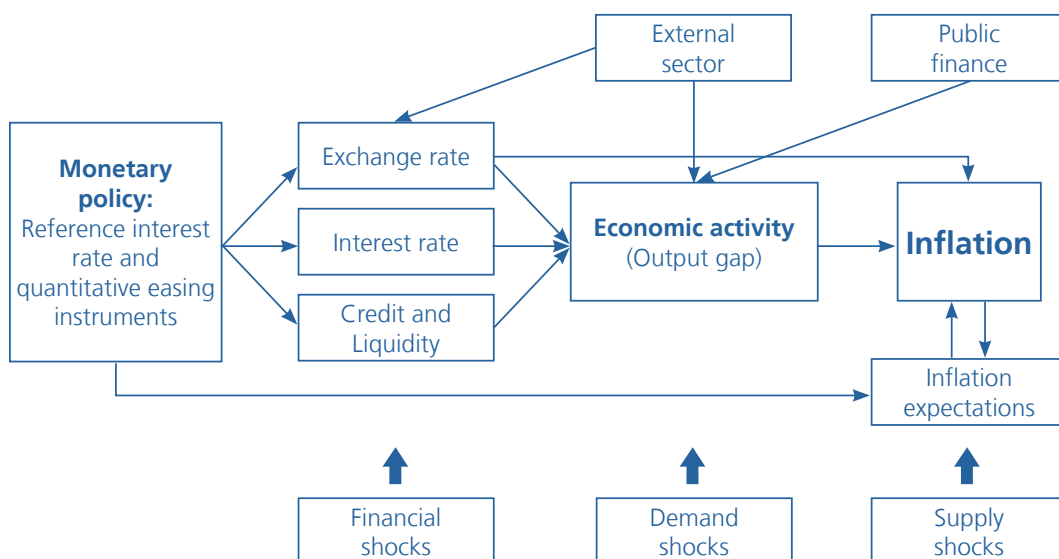 External
sector
Public
finance
Monetary
policy:
Reference interest
rate and
quantitative easing
instruments
Exchange rate
Interest rate
Credit and
Liquidity
Economic activity
(Output gap)
Inflation
Inflation
expectations
Financial
shocks
Demand
shocks
Supply
shocks